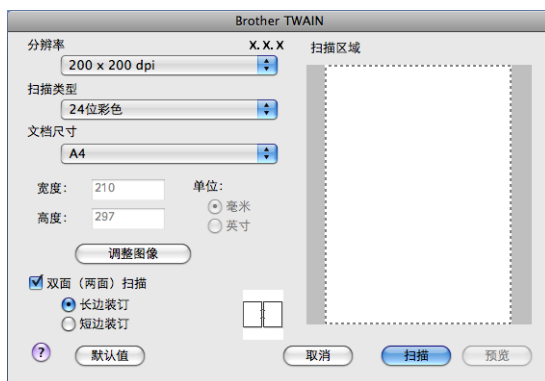 Brother TWAIN
分辨率 X.X.X
200 x 200 dpi
扫描类型
24位彩色
文档尺寸
A4
宽度： 210
高度： 297
单位：
毫米
英寸
调整图像
双面（两面）扫描
长边装订
短边装订
? 默认值
扫描区域
取消 扫描 预览